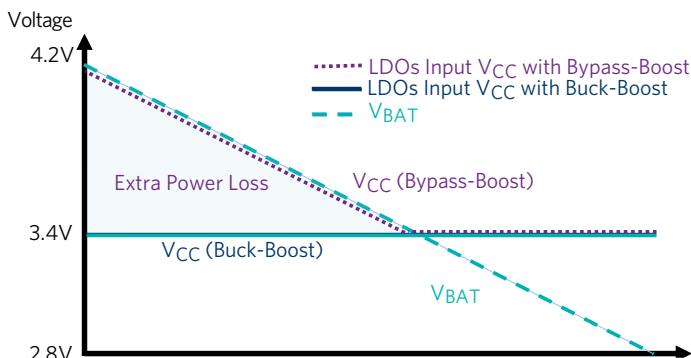 Voltage
4.2V
LDOs Input VCC with Bypass-Boost
LDOs Input VCC with Buck-Boost
VBAT
Extra Power Loss
VCC (Bypass-Boost)
3.4V
VCC (Buck-Boost)
VBAT
2.8V